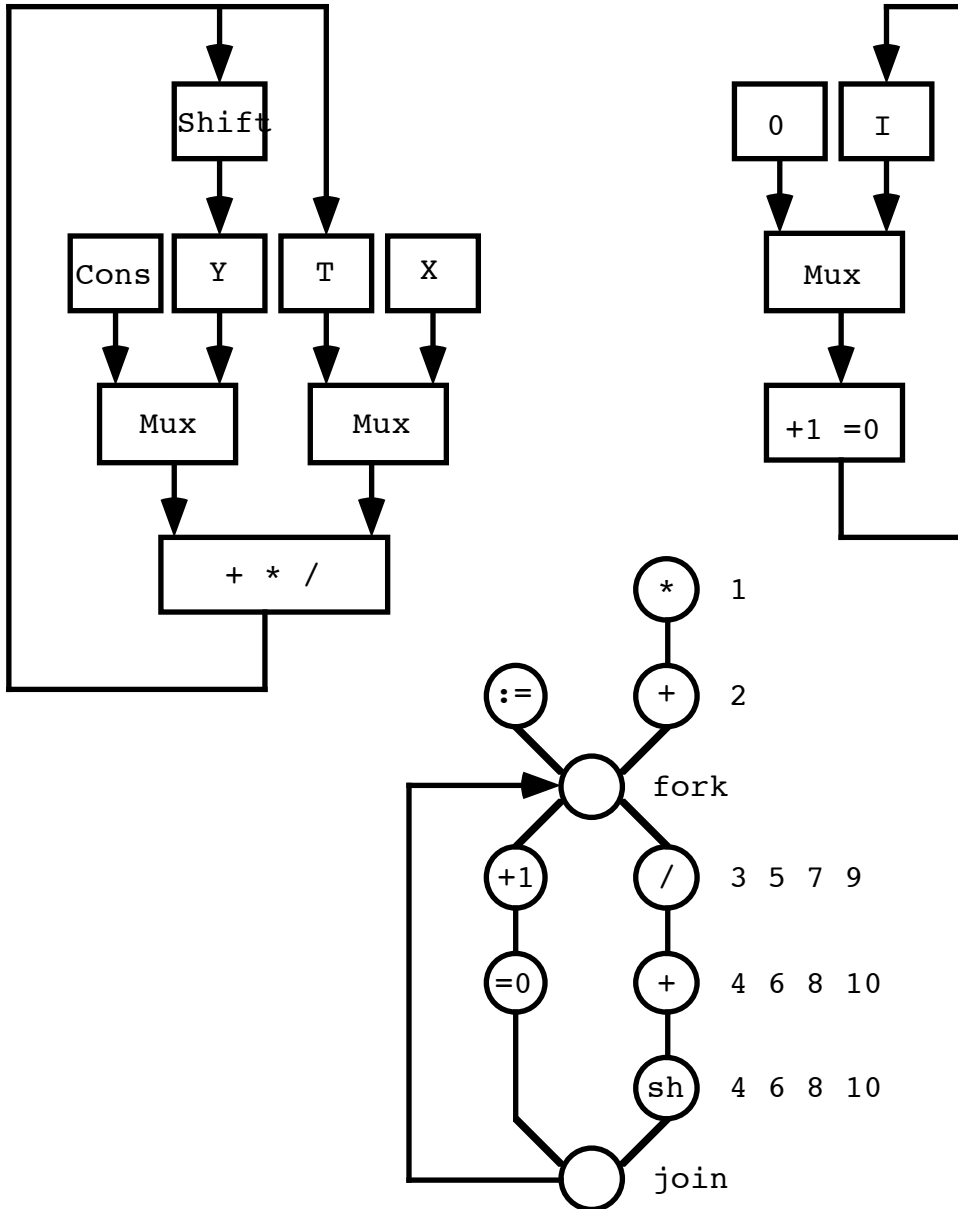 Shift
0 I
Cons Y T X
Mux
Mux Mux
+1 =0
+ * /
* 1
:= + 2
fork
+1 / 3 5 7 9
=0 + 4 6 8 10
sh 4 6 8 10
join